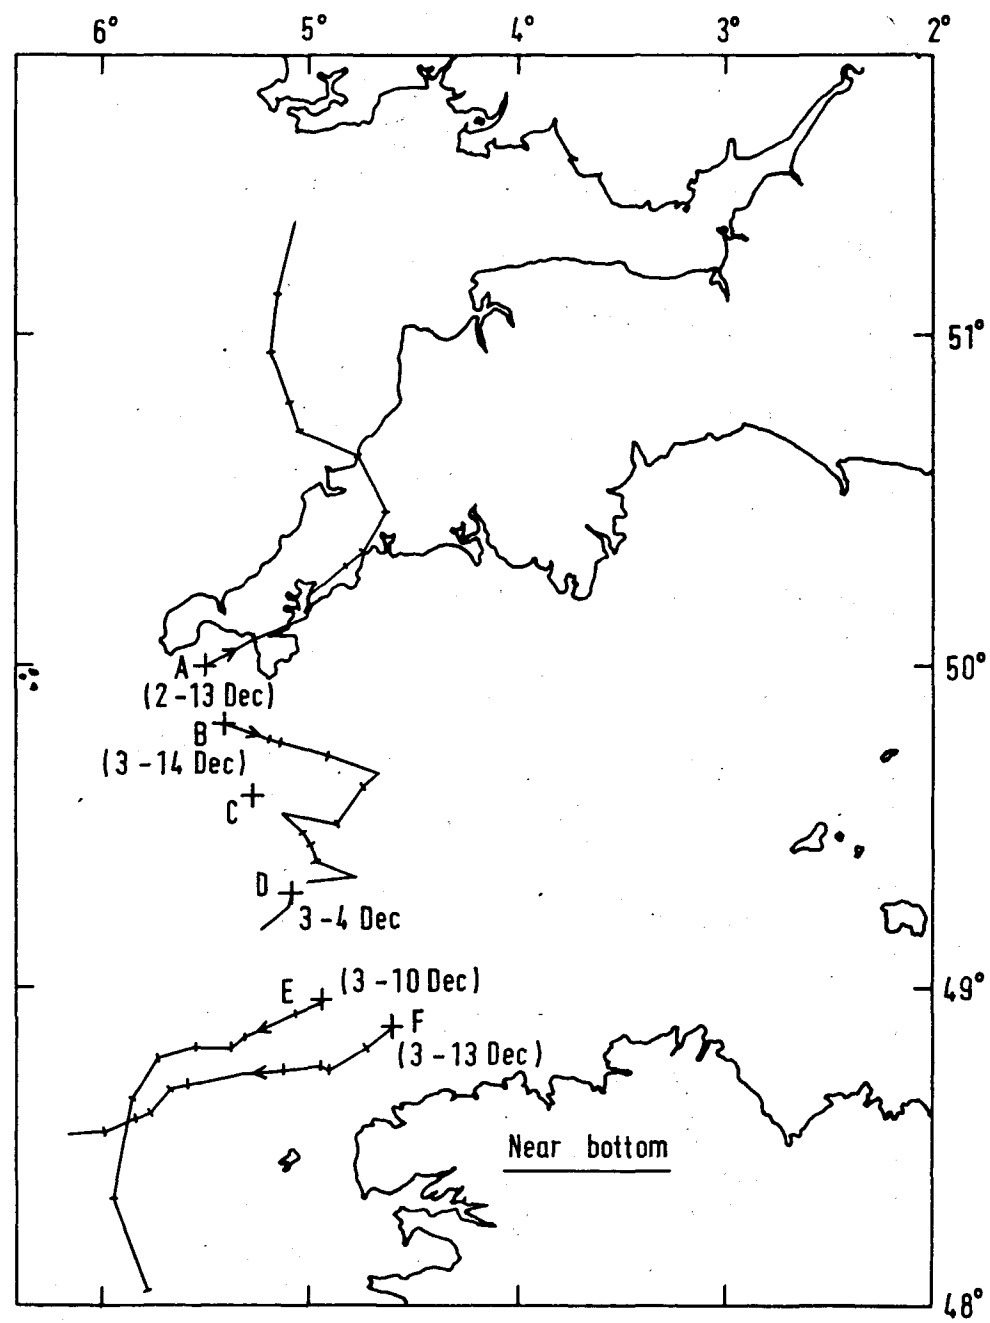 6° 5° 4° 3° 2°
51°
A 50°
(2-13 Dec)
B
(3-14 Dec)
C
D
3-4 Dec
E (3-10 Dec) 49°
F
(3-13 Dec)
Near bottom
48°